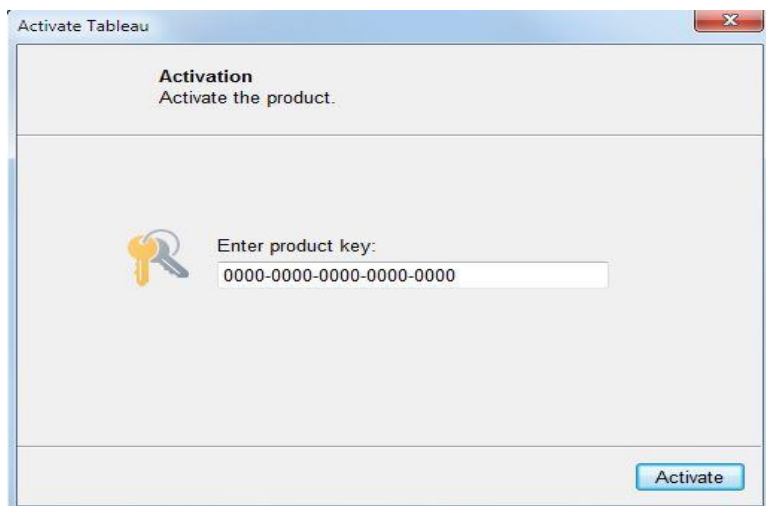 Activate Tableau
Activation
Activate the product.
Enter product key:
0000-0000-0000-0000-0000
Activate